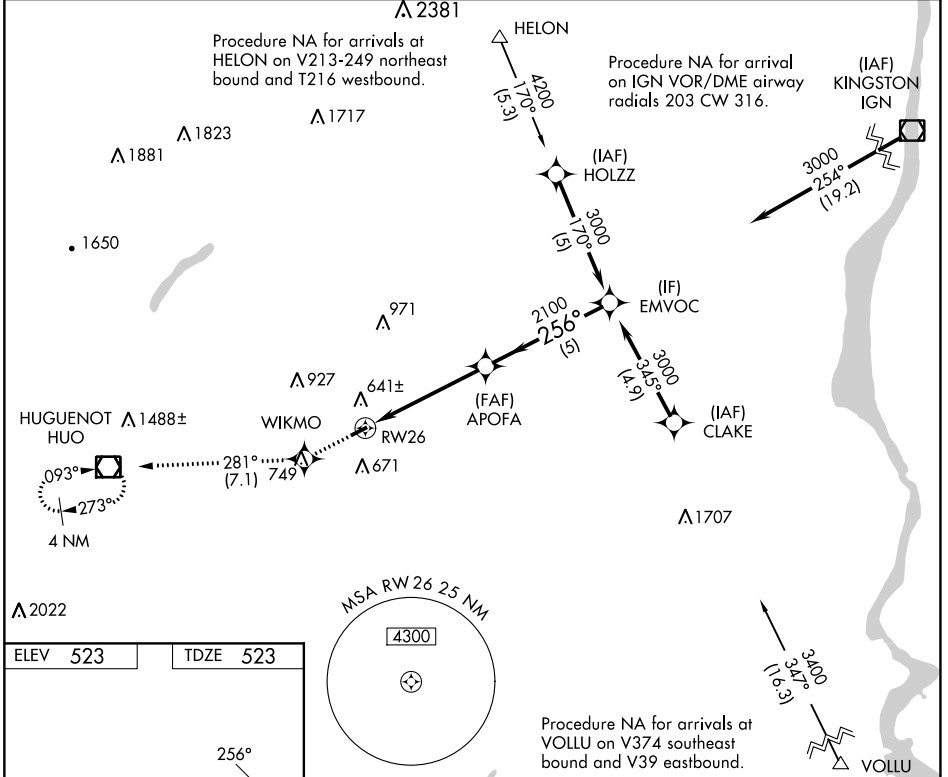 2381
HELON
Procedure NA for arrivals at
HELON on V213-249 northeast
bound and T216 westbound.
Procedure NA for arrival
on IGN VOR/DME airway
radials 203 CW 316.
(IAF)
KINGSTON
IGN
4200
170°
(5.3)
1717
1823
1881
(IAF)
HOLZZ
3000
254°
(19.2)
3000
170°
(5)
1650
(IF)
EMVOC
971
2100
256°
(5)
3000
345°
(4.9)
927
641±
(FAF)
APOFA
(IAF)
CLAKE
HUGUENOT
HUO
1488±
WIKMO
RW26
093°
281°
(7.1)
749
671
273°
4 NM
1707
2022
MSA RW 26 25 NM
4300
ELEV 523
TDZE 523
256°
3400
347°
(16.3)
Procedure NA for arrivals at
VOLLU on V374 southeast
bound and V39 eastbound.
VOLLU